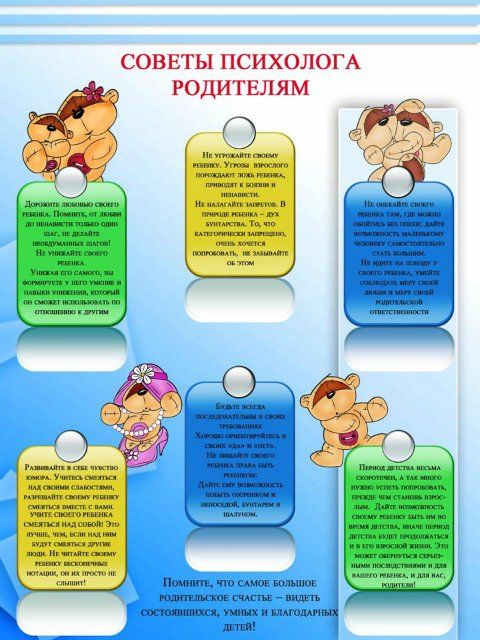 СОВЕТЫ ПСИХОЛОГА
РОДИТЕЛЯМ
Дорожите любовью своего
ребенка. Помните, от любви
до ненависти только один
шаг, не делайте
необдуманных шагов!
Не унижайте своего
ребенка.
Унижая его самого, вы
формируете у него умение и
навыки унижения, который
он сможет использовать по
отношению к другим
Не угрожайте своему
ребенку. Угрозы взрослого
порождают ложь ребенка,
приводят к боязни и
ненависти.
Не налагайте запретов. В
природе ребенка – дух
бунтарства. То, что
категорически запрещено,
очень хочется
попробовать, не забывайте
об этом
Не опекайте своего
ребенка там, где можно
обойтись без опеки; дайте
возможность маленькому
человеку самостоятельно
стать большим.
Не идите на поводу у
своего ребенка, умейте
соблюдать меру своей
любви и меру своей
родительской
ответственности
Развивайте в себе чувство
юмора. Учитесь смеяться
над своими слабостями,
разрешайте своему ребенку
смеяться вместе с вами.
учите своего ребенка
смеяться над собой! Это
лучше, чем, если над ним
будут смеяться другие
люди. Не читайте своему
ребенку бесконечные
нотации, он их просто не
слышит!
Будьте всегда
последовательны в своих
требованиях
Хорошо ориентируйтесь в
своих «да» и «нет».
Не лишайте своего
ребенка права быть
ребенком:
Дайте ему возможность
побыть озорником и
непоседой, бунтарем и
шалуном.
Период детства весьма
скоротечен, а так много
нужно успеть попробовать,
прежде чем станешь взрос-
лым. Дайте возможность
своему ребенку быть им во
время детства, иначе период
детства будет продолжаться
и в его взрослой жизни. Это
может обернуться серьез-
ными последствиями и для
вашего ребенка, и для вас,
родители!
Помните, что самое большое
родительское счастье – видеть
состоявшихся, умных и благодарных
детей!